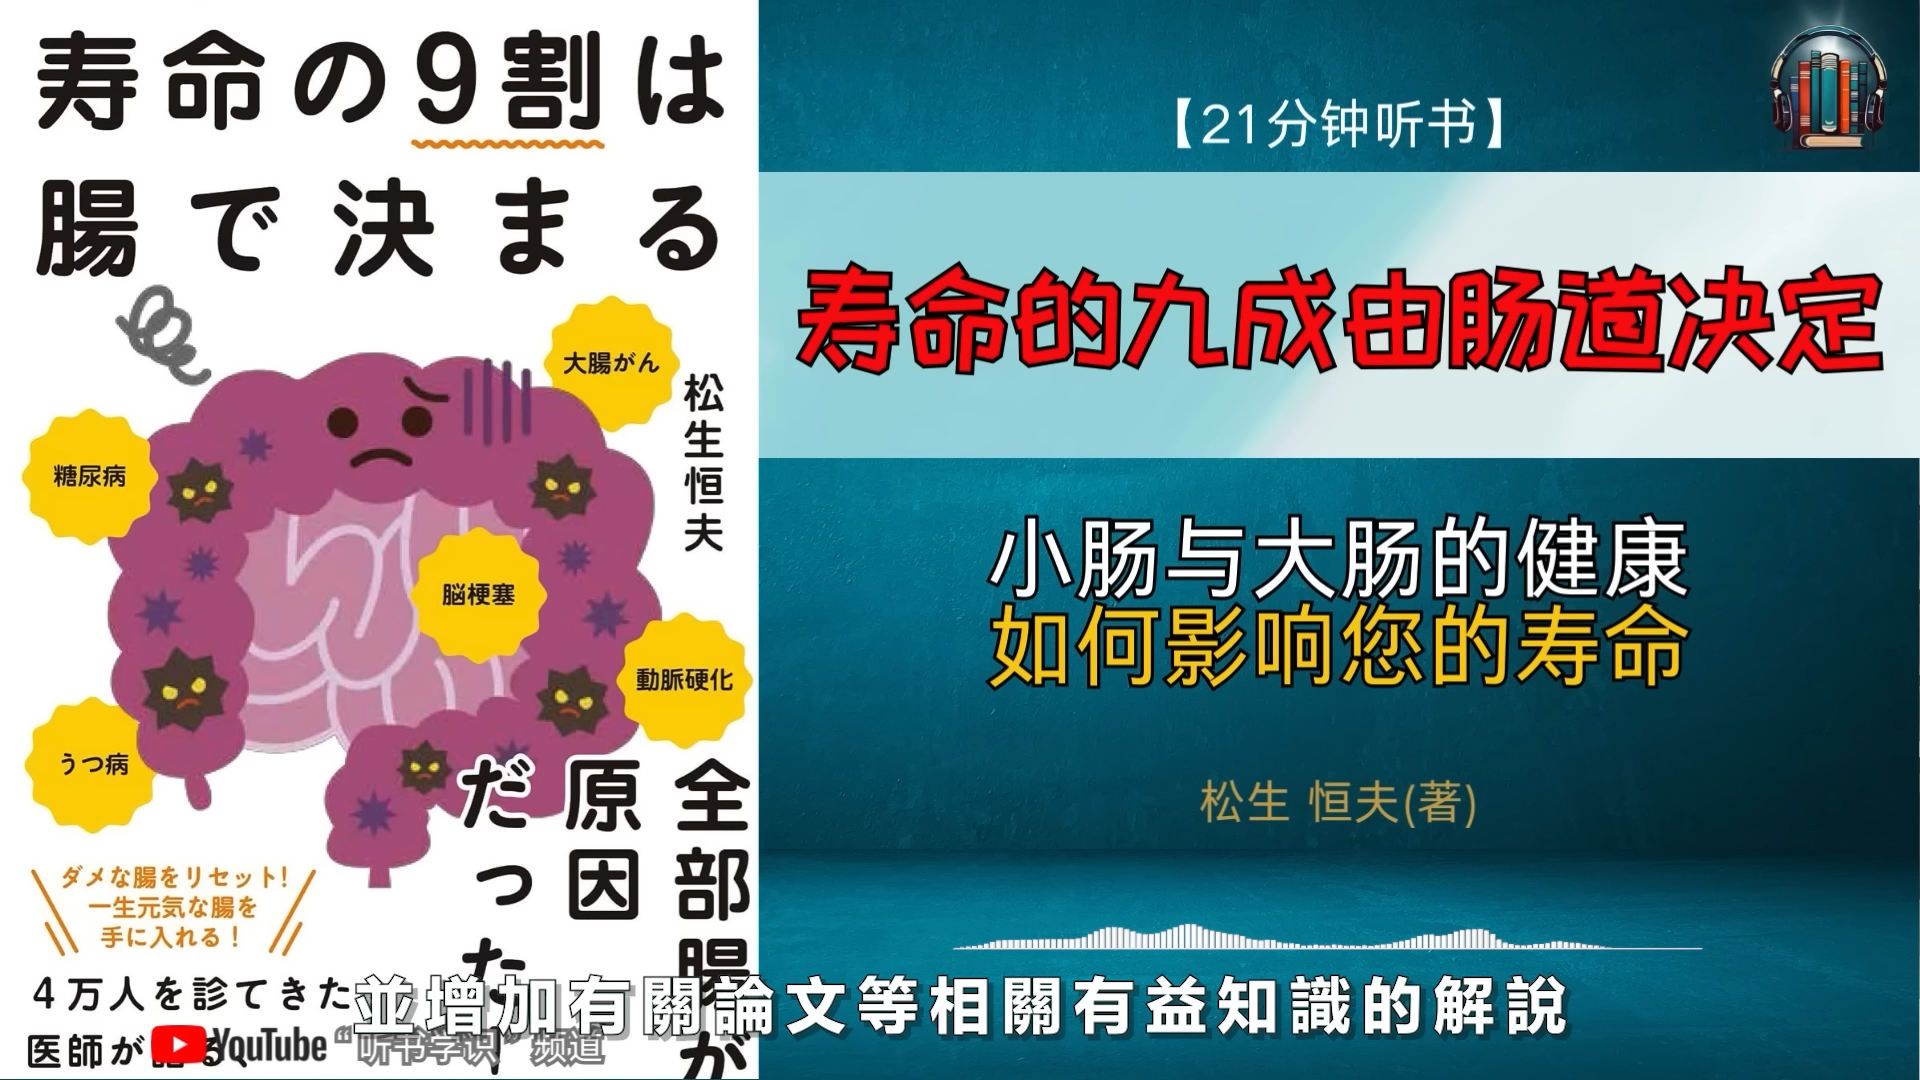 寿命の9割は
腸で決まる
大腸がん
松生恒夫
糖尿病
脳梗塞
動脈硬化
うつ病
全部腸が
原因
だった
ダメな腸をリセット!
一生元気な腸を
手に入れる!
4万人を診てきた
医師が
【21分钟听书】
寿命的九成由肠道决定
小肠与大肠的健康
如何影响您的寿命
松生 恒夫(著)
並增加有關論文等相關有益知識的解說
YouTube “听书学识” 频道